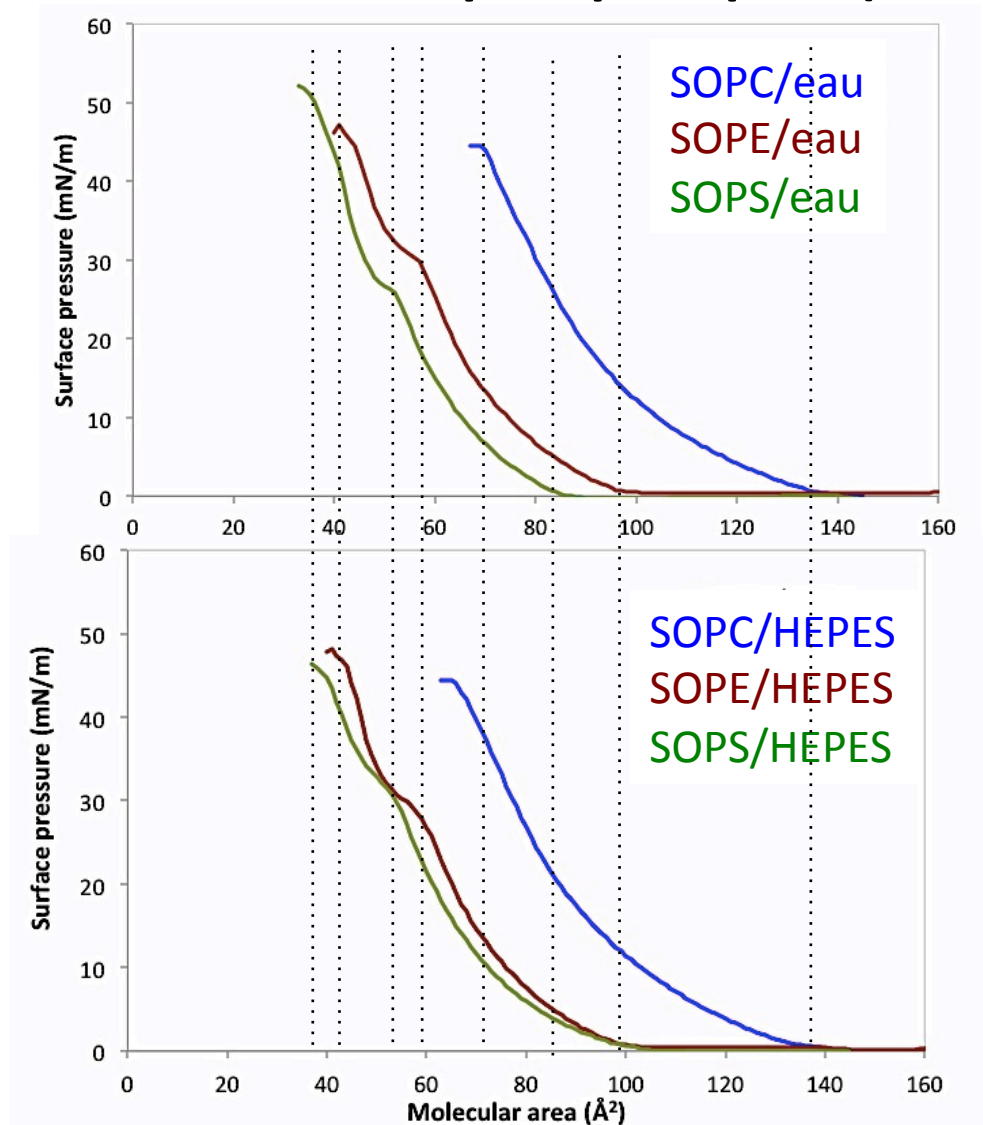 60
50
40
30
20
10
0
Surface pressure (mN/m)
SOPC/eau
SOPE/eau
SOPS/eau
0 20 40 60 80 100 120 140 160
60
50
40
30
20
10
0
Surface pressure (mN/m)
SOPC/HEPES
SOPE/HEPES
SOPS/HEPES
0 20 40 60 80 100 120 140 160
Molecular area (Å²)